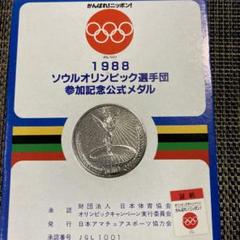 がんばれ!ニッポン!
1988
ソウルオリンピック選手団
参加記念公式メダル
承認 財団法人 日本体育協会
オリンピックキャンペーン実行委員会
発行 日本アマチュアスポーツ協力会
承認番号 JGL1001